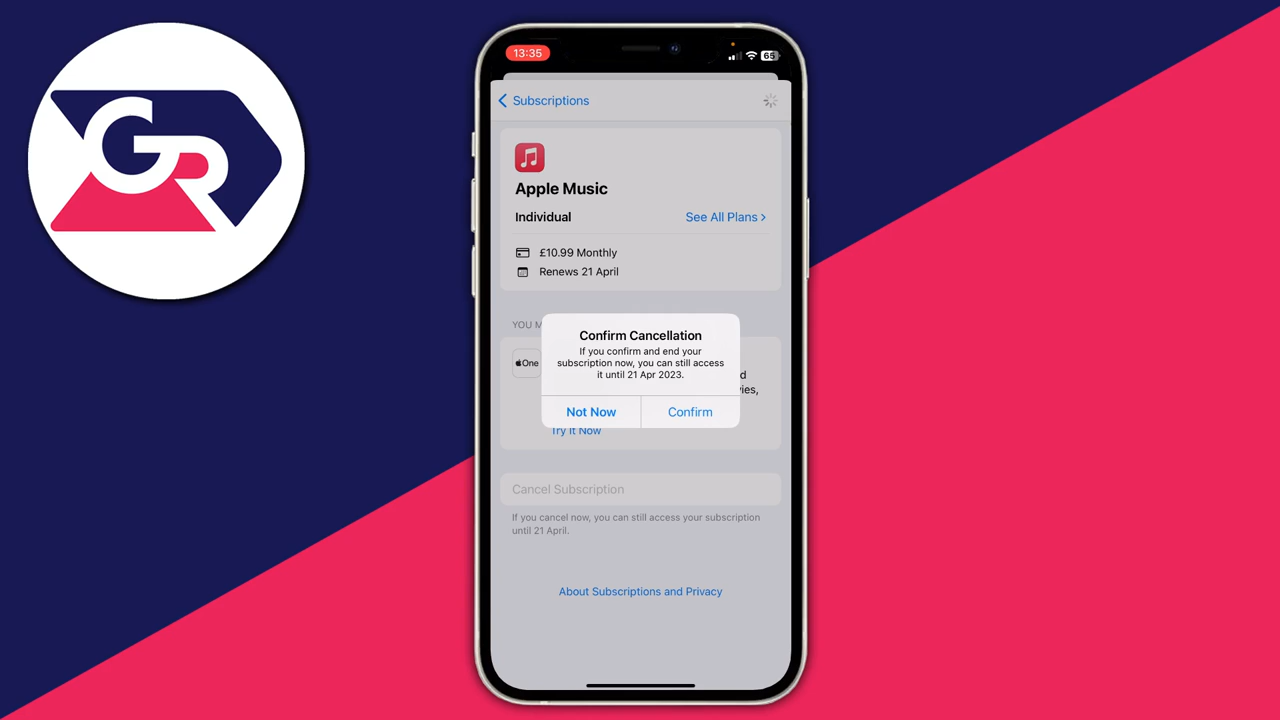 GR
13:35
65
Subscriptions
Apple Music
Individual
See All Plans >
£10.99 Monthly
Renews 21 April
YOU M
Confirm Cancellation
If you confirm and end your
subscription now, you can still access
it until 21 Apr 2023.
Not Now
Confirm
One
d
ies,
Try It Now
Cancel Subscription
If you cancel now, you can still access your subscription
until 21 April.
About Subscriptions and Privacy